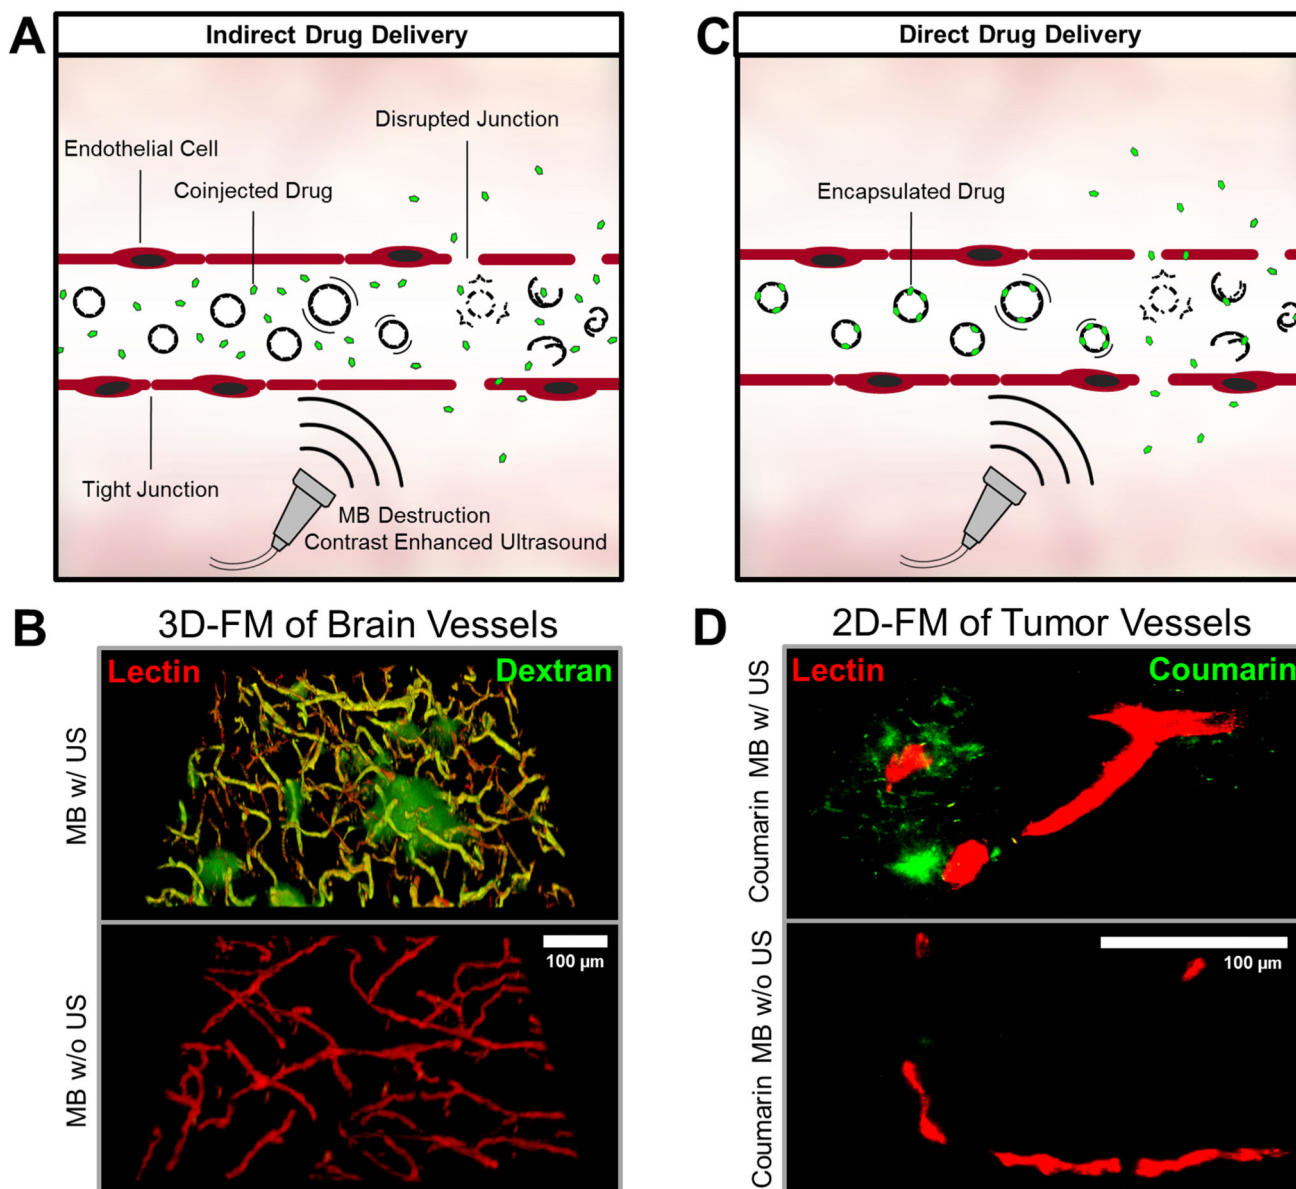 A
Indirect Drug Delivery
Disrupted Junction
Endothelial Cell
Coinjected Drug
Tight Junction
MB Destruction
Contrast Enhanced Ultrasound
C
Direct Drug Delivery
Encapsulated Drug
B
3D-FM of Brain Vessels
Lectin
Dextran
MB w/ US
MB w/o US
100 µm
D
2D-FM of Tumor Vessels
Lectin
Coumarin
Coumarin MB w/ US
Coumarin MB w/o US
100 µm